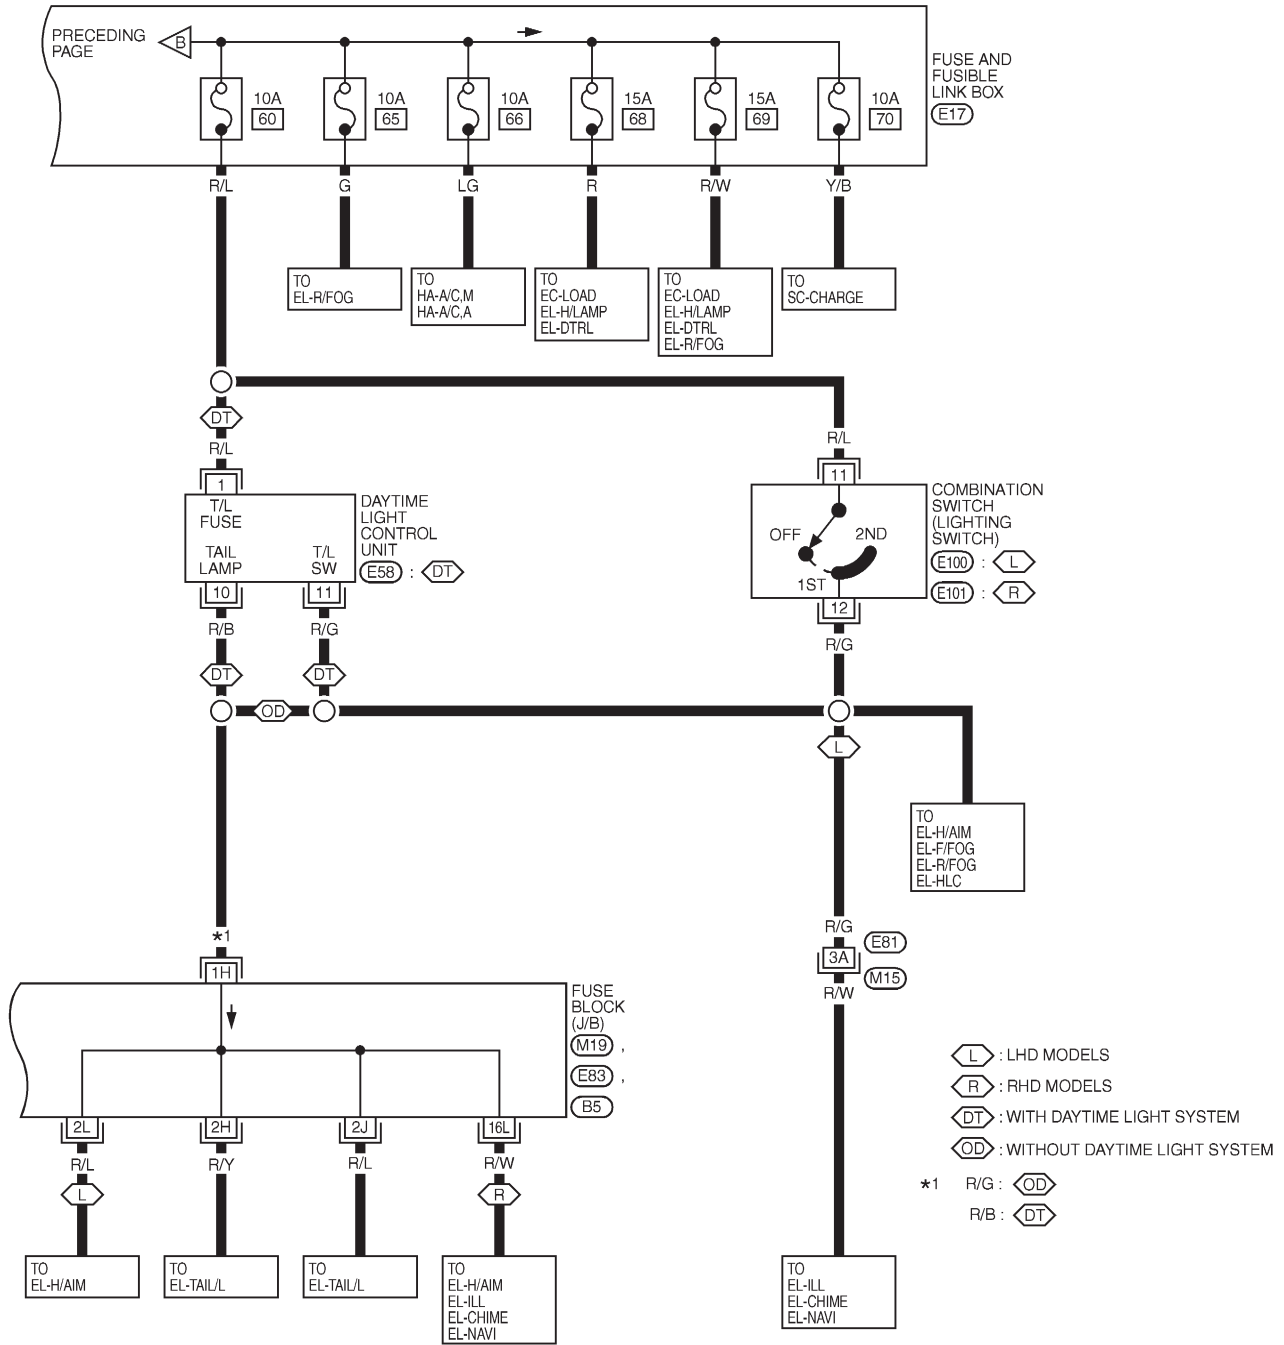 PRECEDING
PAGE
B
10A
60
10A
65
10A
66
15A
68
15A
69
10A
70
FUSE AND
FUSIBLE
LINK BOX
E17
R/L
G
LG
R
R/W
Y/B
TO
EL-R/FOG
TO
HA-A/C,M
HA-A/C,A
TO
EC-LOAD
EL-H/LAMP
EL-DTRL
TO
EC-LOAD
EL-H/LAMP
EL-DTRL
EL-R/FOG
TO
SC-CHARGE
DT
R/L
1
T/L
FUSE
TAIL
LAMP
T/L
SW
DAYTIME
LIGHT
CONTROL
UNIT
E58 : DT
10
11
R/B
R/G
DT
DT
OD
R/L
11
OFF
2ND
1ST
COMBINATION
SWITCH
(LIGHTING
SWITCH)
E100 : L
E101 : R
12
R/G
L
TO
EL-H/AIM
EL-F/FOG
EL-R/FOG
EL-HLC
R/G
3A
E81
M15
R/W
*1
1H
FUSE
BLOCK
(J/B)
M19 ,
E83 ,
B5
2L
2H
2J
16L
R/L
R/Y
R/L
R/W
L
R
TO
EL-H/AIM
TO
EL-TAIL/L
TO
EL-TAIL/L
TO
EL-H/AIM
EL-ILL
EL-CHIME
EL-NAVI
TO
EL-ILL
EL-CHIME
EL-NAVI
L : LHD MODELS
R : RHD MODELS
DT : WITH DAYTIME LIGHT SYSTEM
OD : WITHOUT DAYTIME LIGHT SYSTEM
*1 R/G : OD
R/B : DT